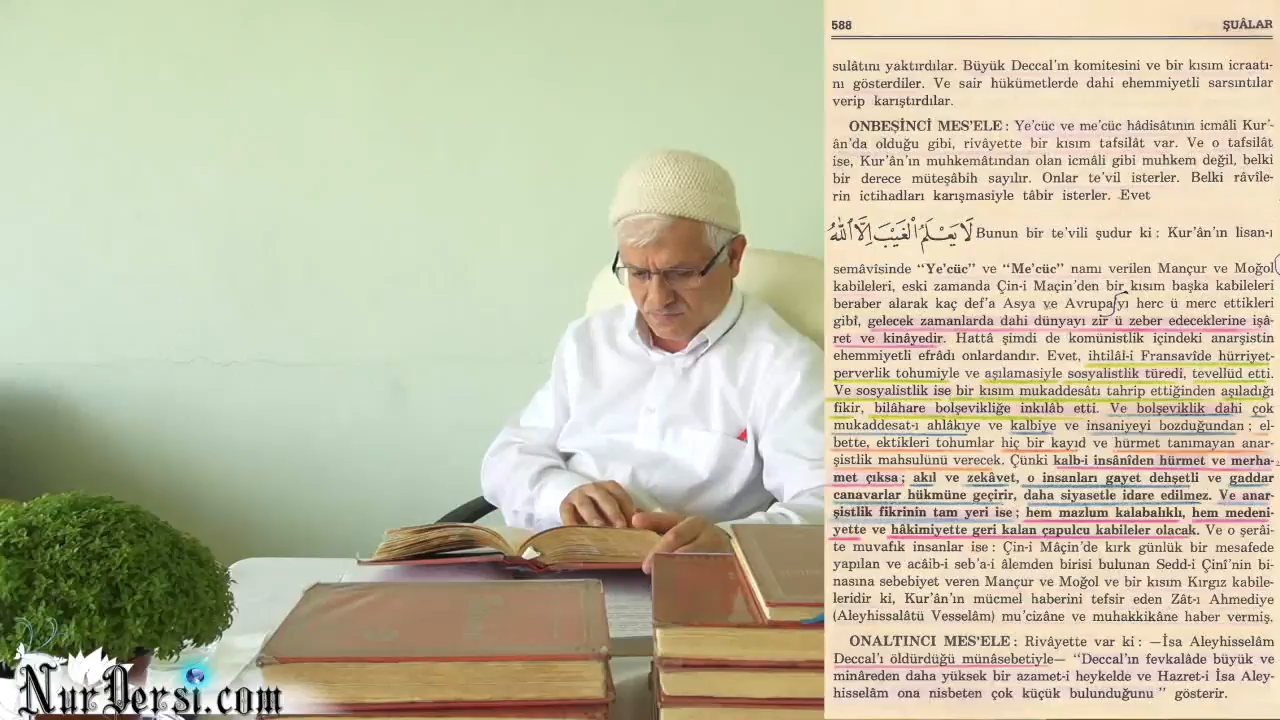 588 ŞUÂLAR
sulâtını yaktırdılar. Büyük Deccal'ın komitesini ve bir kısım icraatı-
nı gösterdiler. Ve sair hükümetlerde dahi ehemmiyetli sarsıntılar
verip karıştırdılar.
ONBEŞİNCİ MES'ELE : Ye'cüc ve me'cüc hâdisâtının icmâli Kur'-
ân'da olduğu gibi, rivâyette bir kısım tafsilât var. Ve o tafsilât
ise, Kur'ân'ın muhkemâtından olan icmâli gibi muhkem değil, belki
bir derece müteşâbih sayılır. Onlar te'vil isterler. Belki râvîle-
rin ictihadları karışmasiyle tâbir isterler. Evet
لَا يَعْلَمُ الْغَيْبَ اِلَّا اللّٰهُ Bunun bir te'vili şudur ki : Kur'ân'ın lisan-ı
semâvîsinde "Ye'cüc" ve "Me'cüc" namı verilen Mançur ve Moğol
kabileleri, eski zamanda Çin-i Maçin'den bir kısım başka kabileleri
beraber alarak kaç def'a Asya ve Avrupa'yı herc ü merc ettikleri
gibî, gelecek zamanlarda dahi dünyayı zîr ü zeber edeceklerine işâ-
ret ve kinâyedir. Hattâ şimdi de komünistlik içindeki anarşistin
ehemmiyetli efrâdı onlardandır. Evet, ihtilâl-i Fransavîde hürriyet-
perverlik tohumiyle ve aşılamasiyle sosyalistlik türedi, tevellüd etti.
Ve sosyalistlik ise bir kısım mukaddesâtı tahrip ettiğinden aşıladığı
fikir, bilâhare bolşevikliğe inkılâb etti. Ve bolşeviklik dahi çok
mukaddesat-ı ahlâkıye ve kalbiye ve insaniyeyi bozduğundan ; el-
bette, ektikleri tohumlar hiç bir kayıd ve hürmet tanımayan anar-
şistlik mahsulünü verecek. Çünki kalb-i insânîden hürmet ve merha-
met çıksa ; akıl ve zekâvet, o insanları gayet dehşetli ve gaddar
canavarlar hükmüne geçirir, daha siyasetle idare edilmez. Ve anar-
şistlik fikrinin tam yeri ise ; hem mazlum kalabalıklı, hem medeni-
yette ve hâkimiyette geri kalan çapulcu kabileler olacak. Ve o şerâi-
te muvafık insanlar ise : Çin-i Mâçin'de kırk günlük bir mesafede
yapılan ve acâib-i seb'a-i âlemden birisi bulunan Sedd-i Çinî'nin bi-
nasına sebebiyet veren Mançur ve Moğol ve bir kısım Kırgız kabile-
leridir ki, Kur'ân'ın mücmel haberini tefsir eden Zât-ı Ahmediye
(Aleyhissalâtü Vesselâm) mu'cizâne ve muhakkikane haber vermiş.
ONALTINCI MES'ELE : Rivâyette var ki : —İsa Aleyhisselâm
Deccal'ı öldürdüğü münâsebetiyle— "Deccal'ın fevkalâde büyük ve
minâreden daha yüksek bir azamet-i heykelde ve Hazret-i İsa Aley-
hisselâm ona nisbeten çok küçük bulunduğunu " gösterir.
NurDersi.com